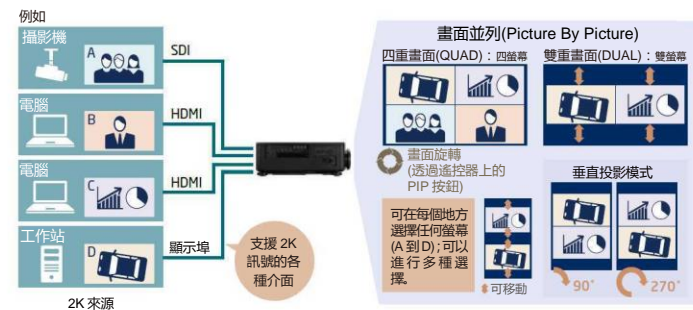 例如
攝影機
A
SDI
電腦
B
HDMI
電腦
C
HDMI
工作站
D
顯示埠
2K 來源
支援 2K
訊號的各
種介面
畫面並列(Picture By Picture)
四重畫面(QUAD)：四螢幕
雙重畫面(DUAL)：雙螢幕
畫面旋轉
(透過遙控器上的
PIP 按鈕)
可在每個地方
選擇任何螢幕
(A 到 D)；可以
進行多種選
擇。
可移動
垂直投影模式
90°
270°